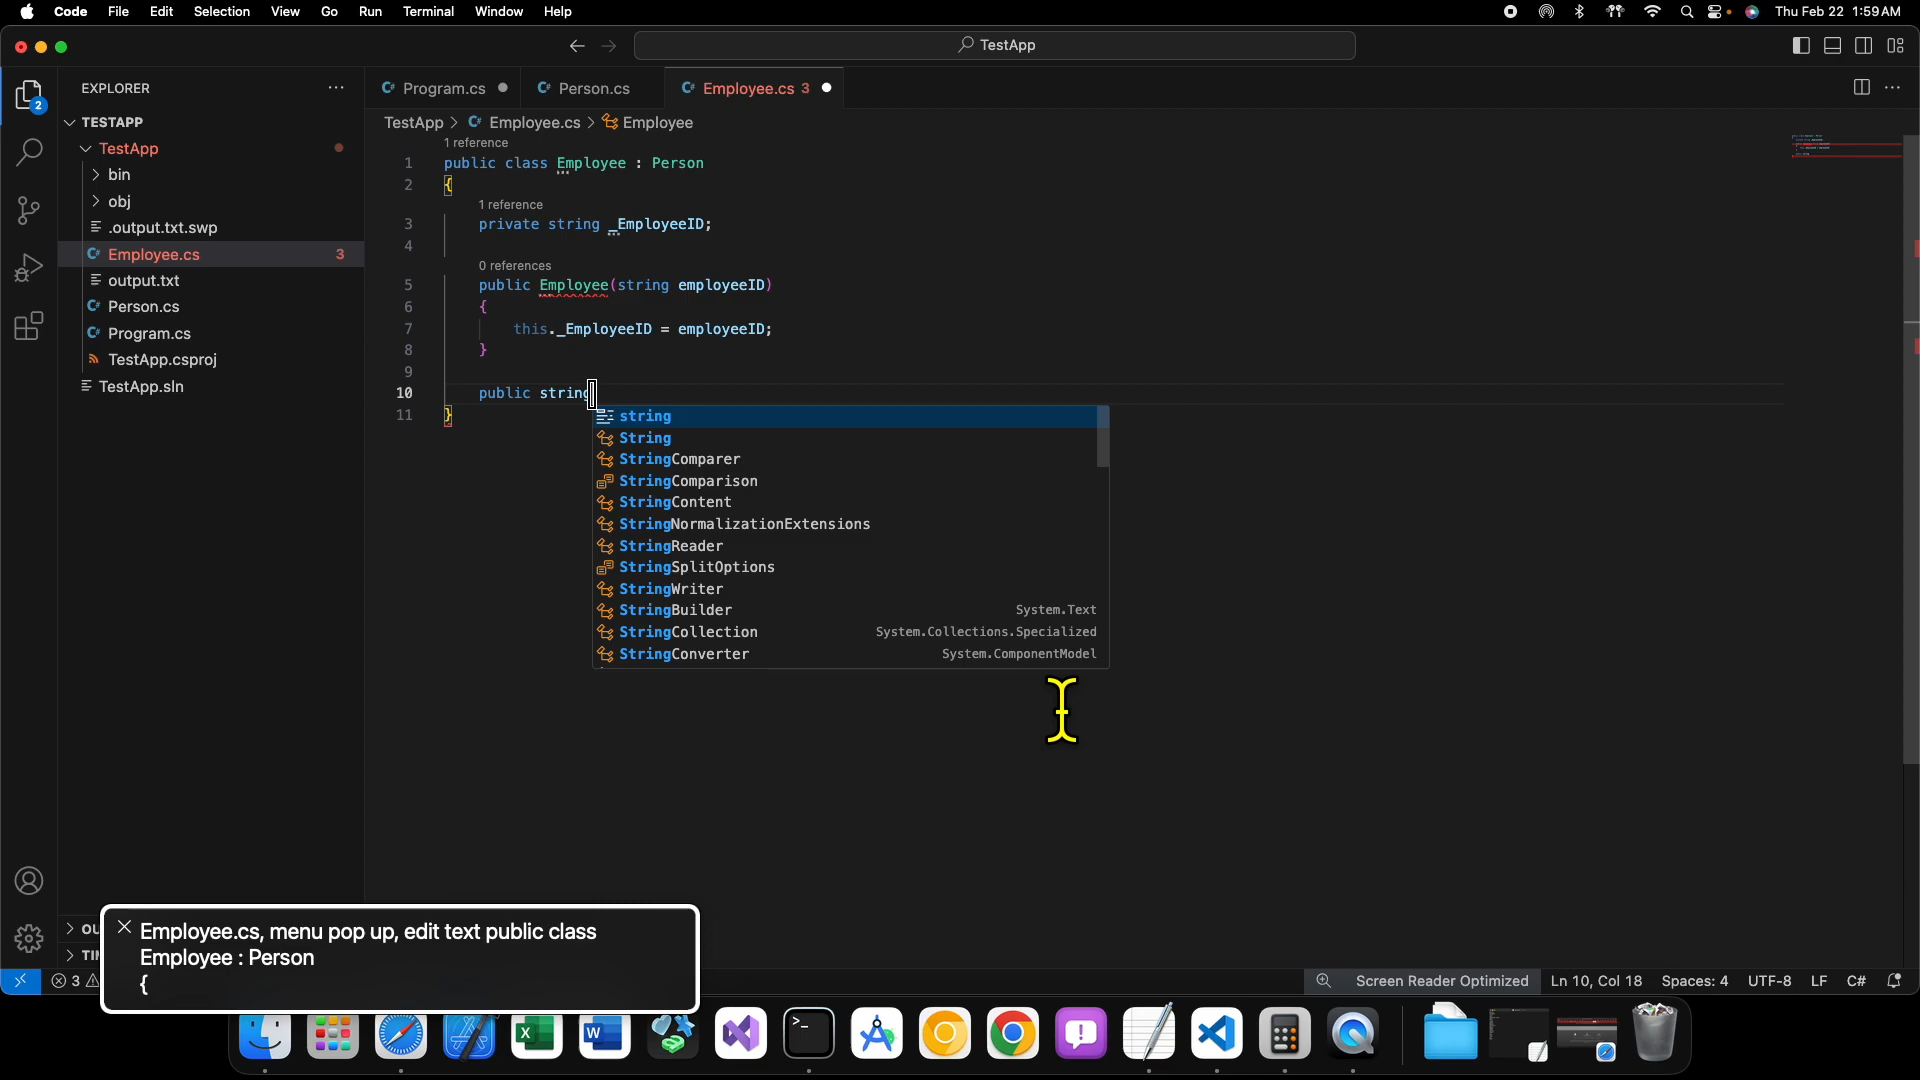 Code File Edit Selection View Go Run Terminal Window Help
Thu Feb 22 1:59 AM
TestApp
EXPLORER
2
TESTAPP
TestApp
bin
obj
.output.txt.swp
Employee.cs 3
output.txt
Person.cs
Program.cs
TestApp.csproj
TestApp.sln
Program.cs
Person.cs
Employee.cs 3
TestApp > Employee.cs > Employee
1 reference
1 public class Employee : Person
2 {
1 reference
3 private string _EmployeeID;
4
0 references
5 public Employee(string employeeID)
6 {
7 this._EmployeeID = employeeID;
8 }
9
10 public string
11 }
string
String
StringComparer
StringComparison
StringContent
StringNormalizationExtensions
StringReader
StringSplitOptions
StringWriter
StringBuilder System.Text
StringCollection System.Collections.Specialized
StringConverter System.ComponentModel
Employee.cs, menu pop up, edit text public class
Employee : Person
{
3
Screen Reader Optimized
Ln 10, Col 18
Spaces: 4
UTF-8
LF
C#